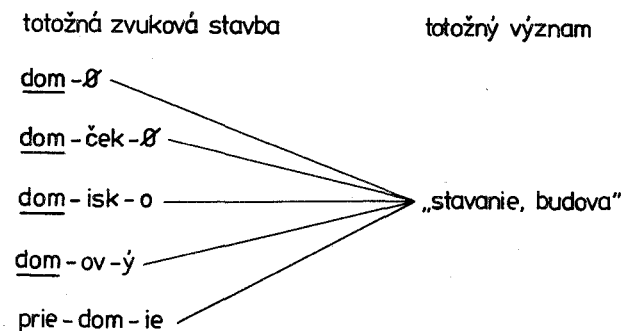 totožná zvuková stavba totožný význam
dom-Ø
dom-ček-Ø
dom-isk-o „stavanie, budova”
dom-ov-ý
prie-dom-ie